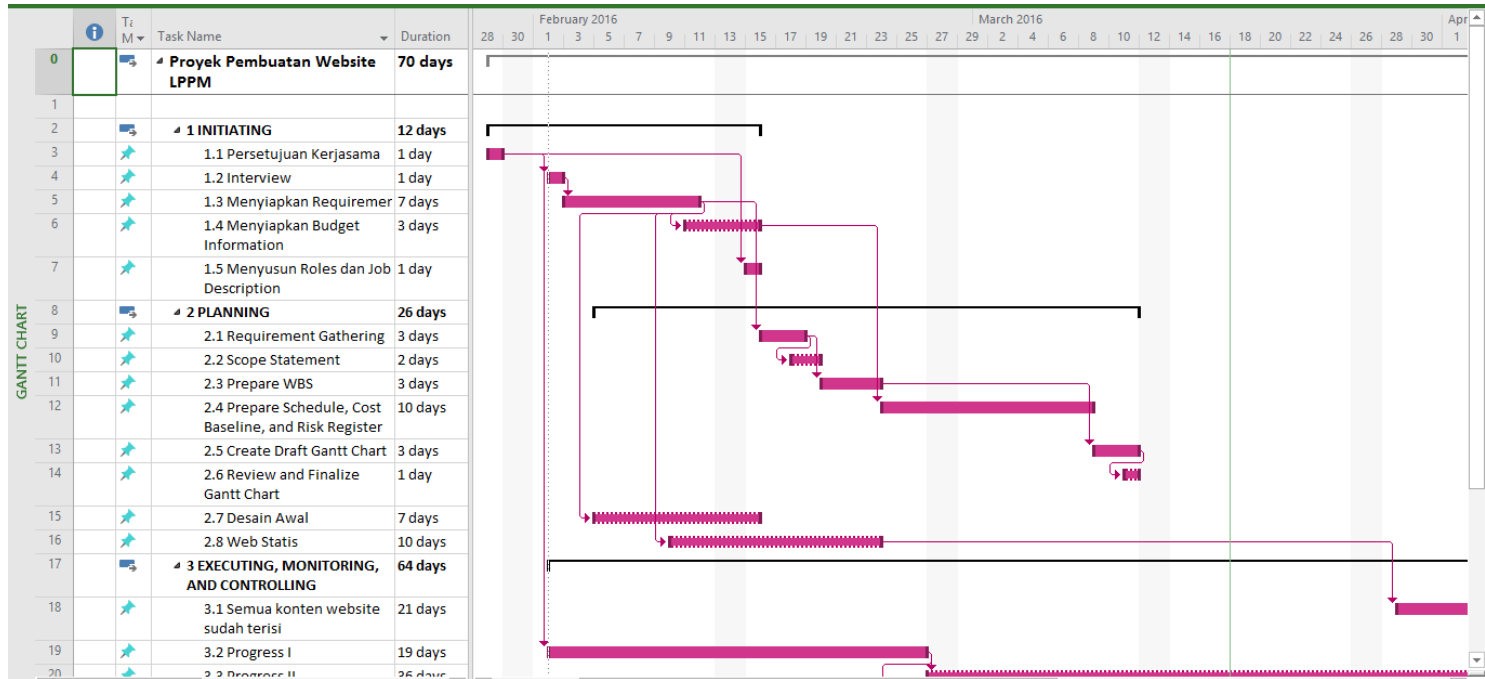 February 2016 March 2016 Apr
Ta
M Task Name Duration 28 30 1 3 5 7 9 11 13 15 17 19 21 23 25 27 29 2 4 6 8 10 12 14 16 18 20 22 24 26 28 30 1
0 Proyek Pembuatan Website 70 days
LPPM
1
2 1 INITIATING 12 days
3 1.1 Persetujuan Kerjasama 1 day
4 1.2 Interview 1 day
5 1.3 Menyiapkan Requiremer 7 days
6 1.4 Menyiapkan Budget 3 days
Information
7 1.5 Menyusun Roles dan Job 1 day
Description
8 2 PLANNING 26 days
9 2.1 Requirement Gathering 3 days
10 2.2 Scope Statement 2 days
11 2.3 Prepare WBS 3 days
12 2.4 Prepare Schedule, Cost 10 days
Baseline, and Risk Register
13 2.5 Create Draft Gantt Chart 3 days
14 2.6 Review and Finalize 1 day
Gantt Chart
15 2.7 Desain Awal 7 days
16 2.8 Web Statis 10 days
17 3 EXECUTING, MONITORING, 64 days
AND CONTROLLING
18 3.1 Semua konten website 21 days
sudah terisi
19 3.2 Progress I 19 days
20 3.3 Progress II 36 days
GANTT CHART